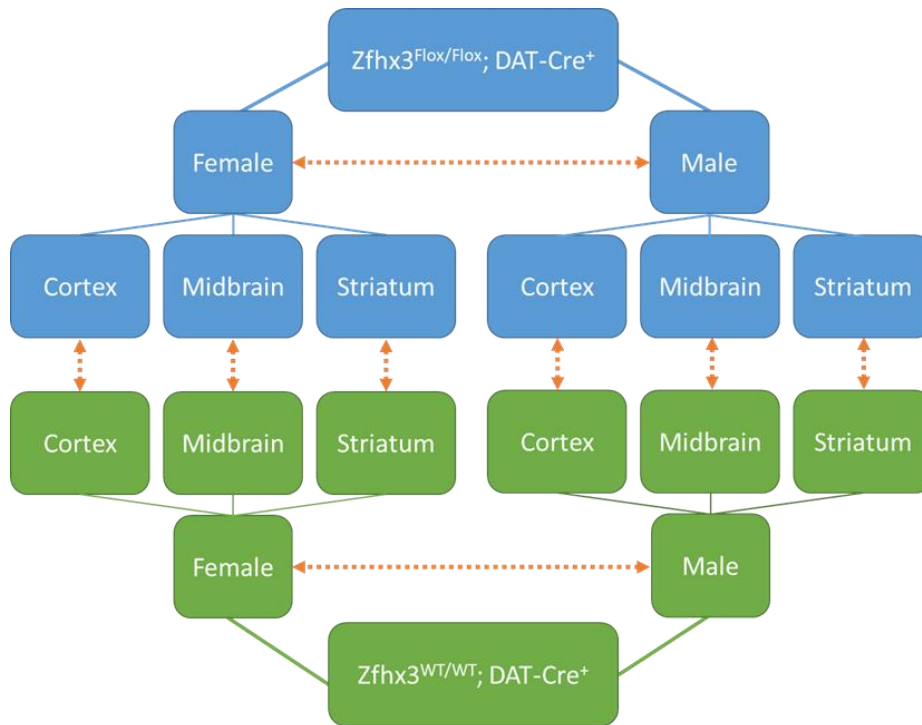 Zfhx3Flox/Flox; DAT-Cre+
Female Male
Cortex Midbrain Striatum Cortex Midbrain Striatum
Cortex Midbrain Striatum Cortex Midbrain Striatum
Female Male
Zfhx3WT/WT; DAT-Cre+